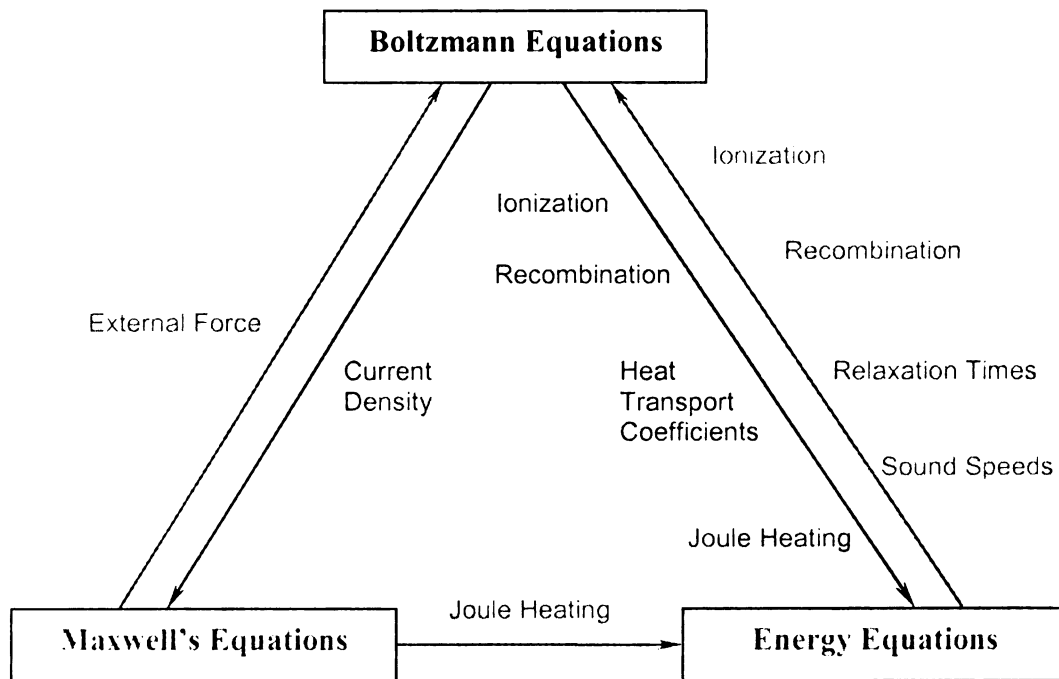 Boltzmann Equations
Ionization
Ionization
Recombination
Recombination
External Force
Current
Density
Heat
Transport
Coefficients
Relaxation Times
Sound Speeds
Joule Heating
Joule Heating
Maxwell's Equations
Energy Equations